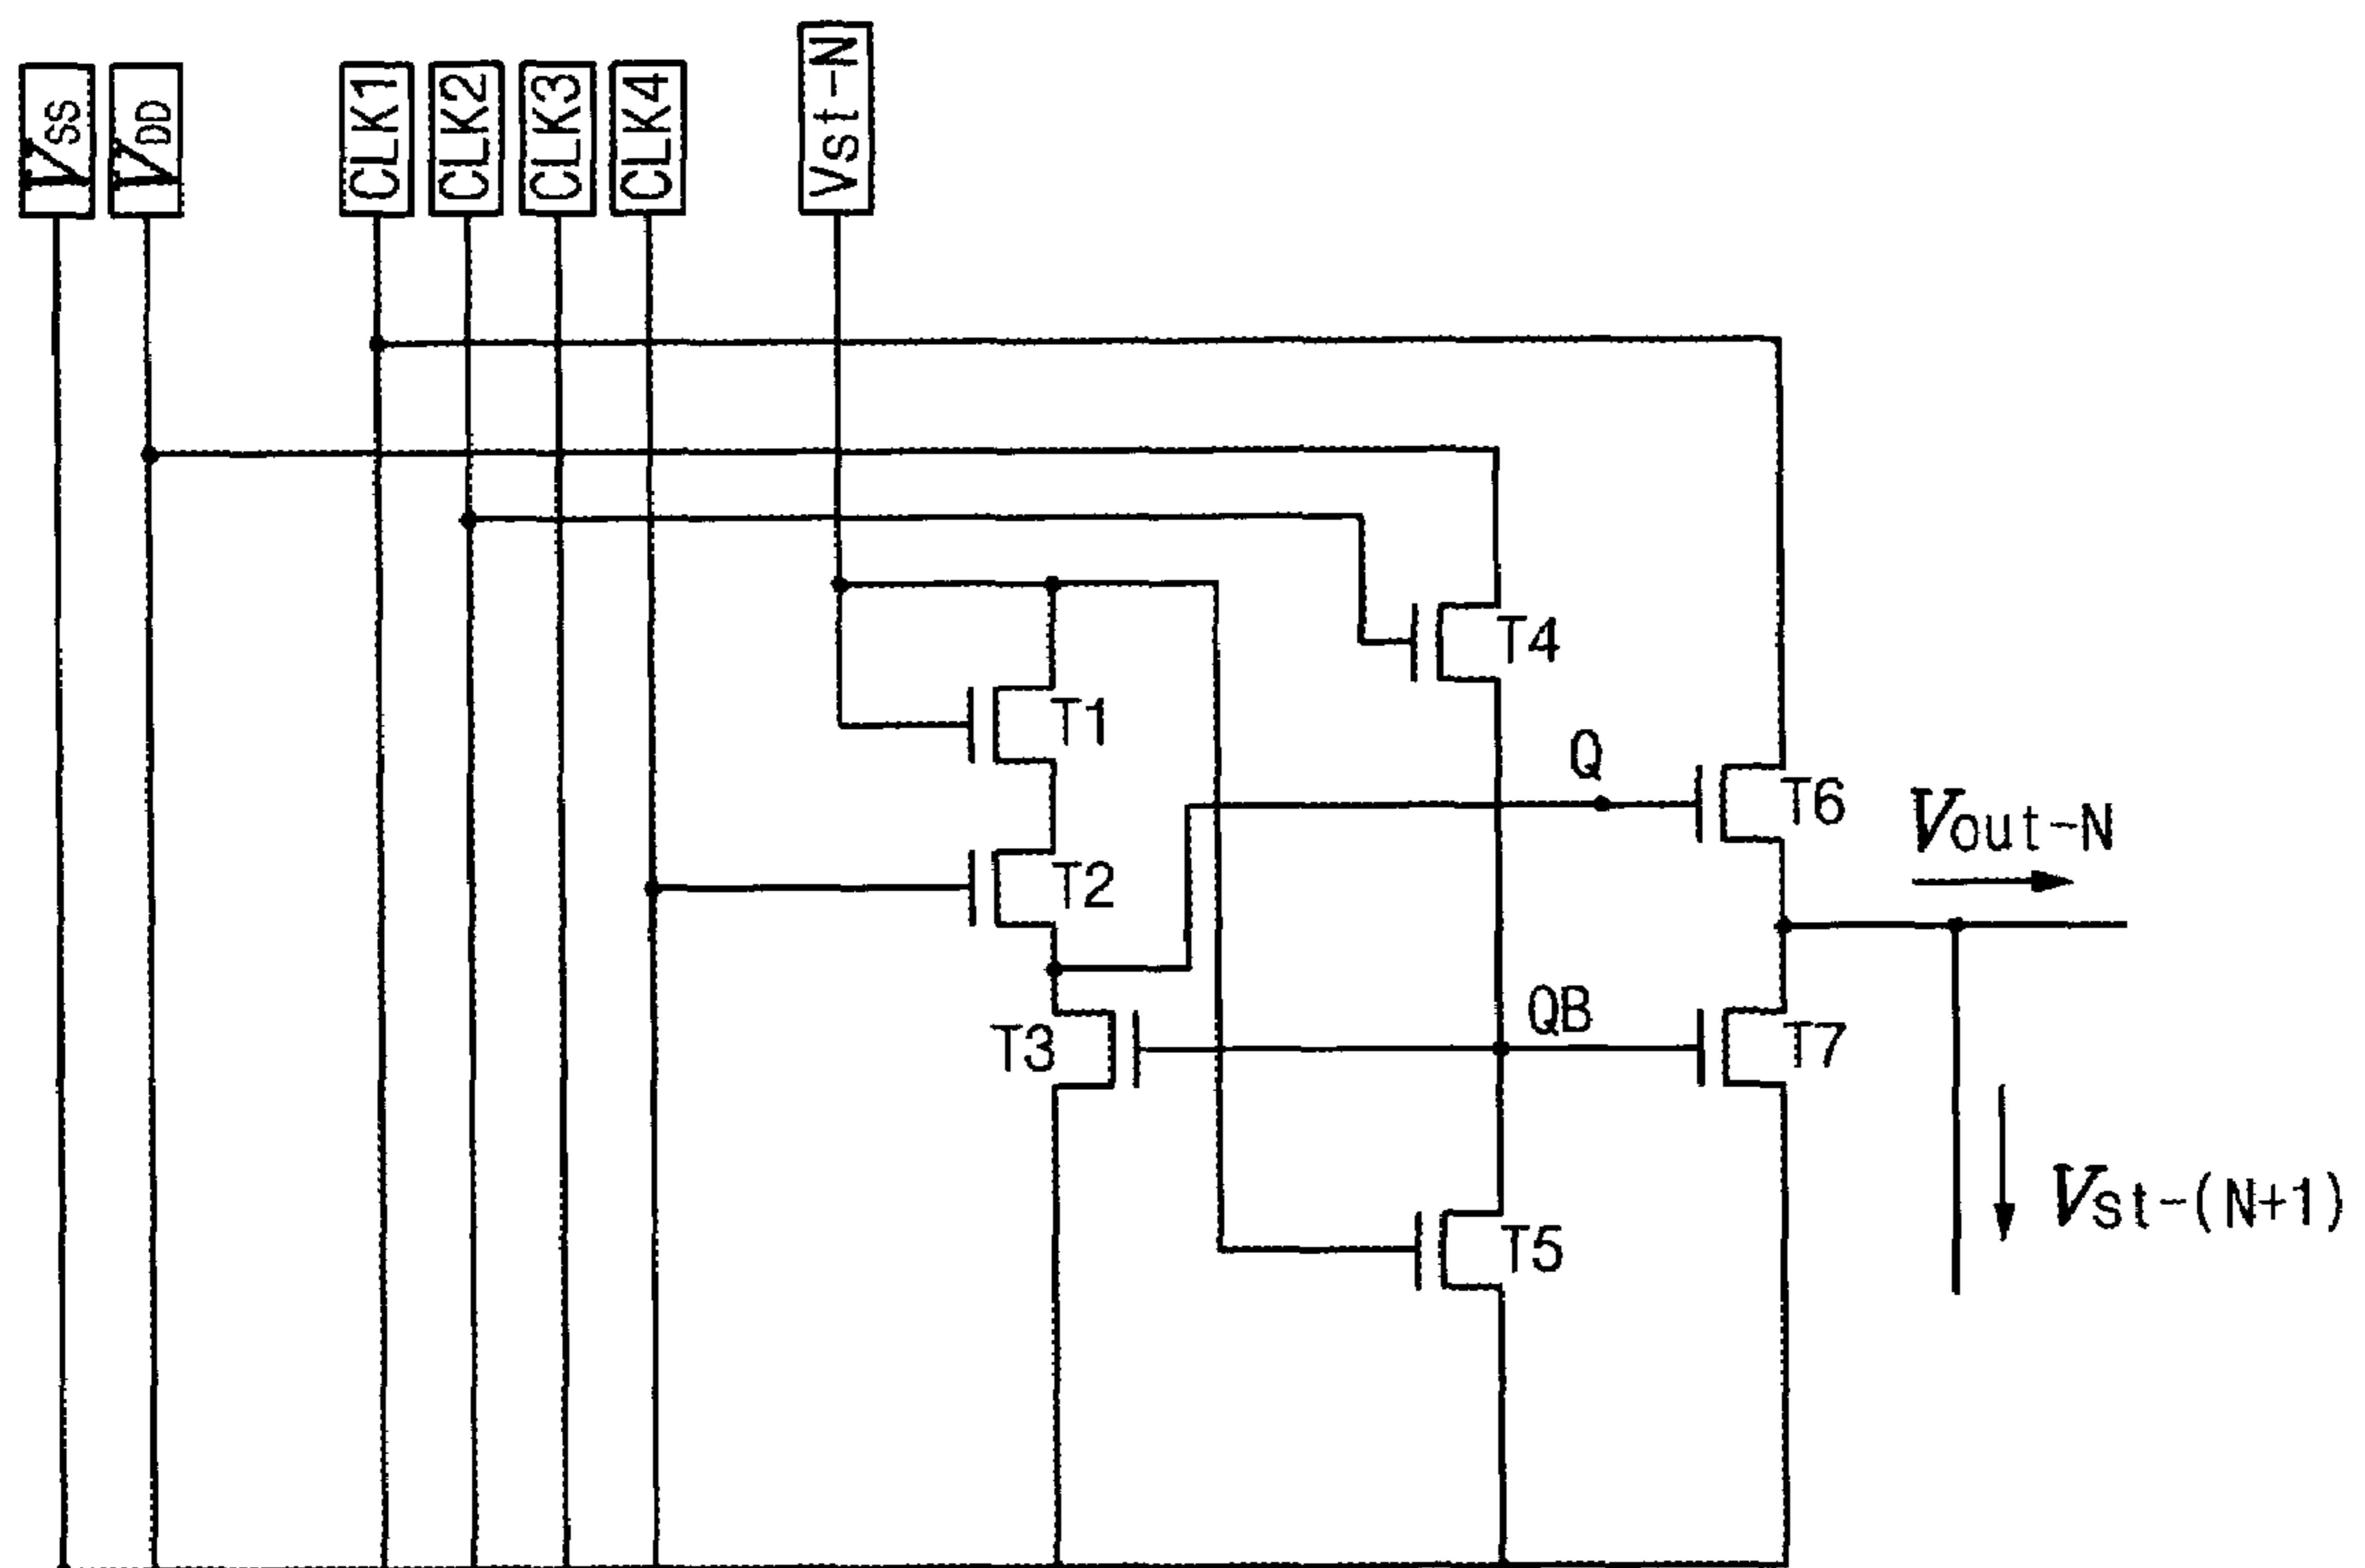 VSS
VDD
CLK1
CLK2
CLK3
CLK4
Vst-N
T4
T1
Q
T6
Vout-N
T2
QB
T3
T7
Vst-(N+1)
T5